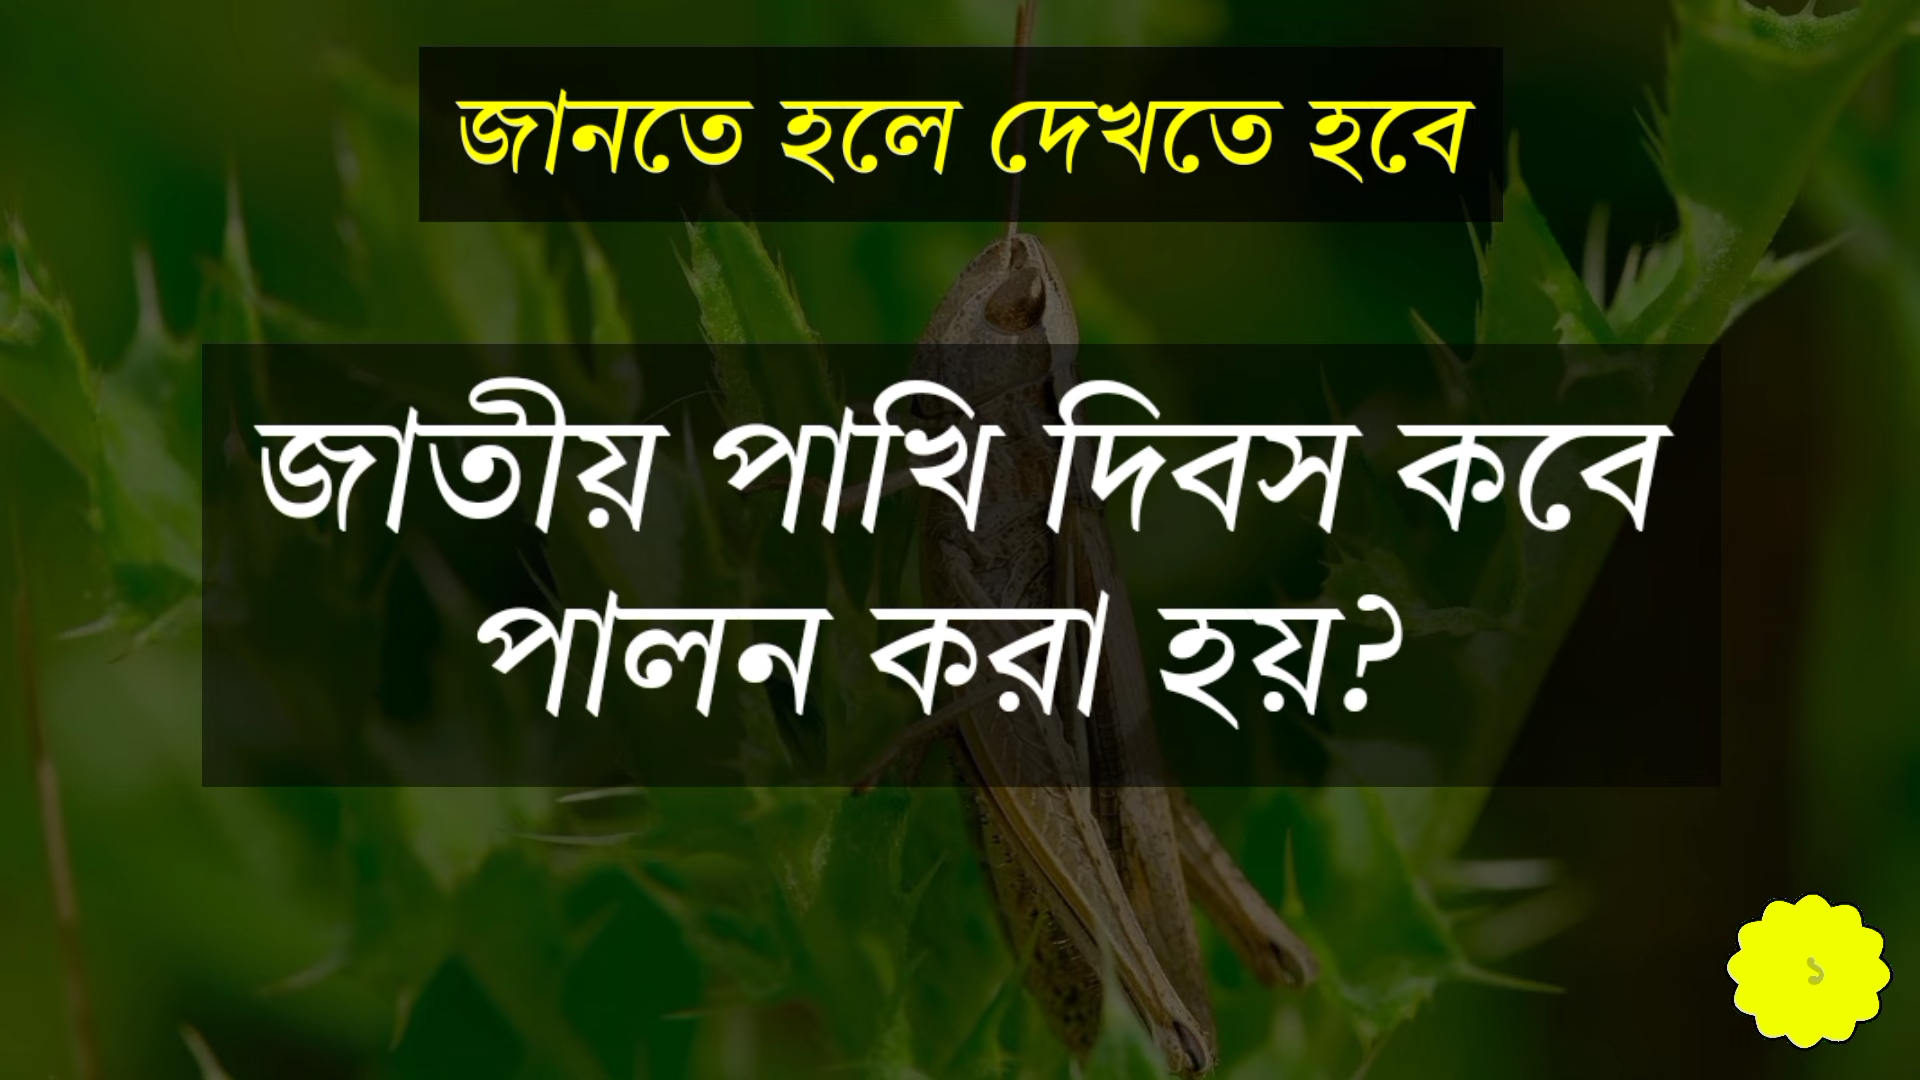 জানতে হলে দেখতে হবে
জাতীয় পাখি দিবস কবে
পালন করা হয়?
১